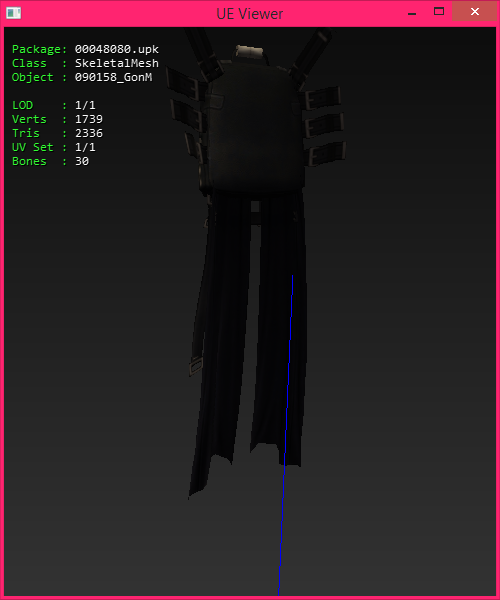 UE Viewer
Package: 00048080.upk
Class  : SkeletalMesh
Object : 090158_GonM
LOD    : 1/1
Verts  : 1739
Tris   : 2336
UV Set : 1/1
Bones  : 30